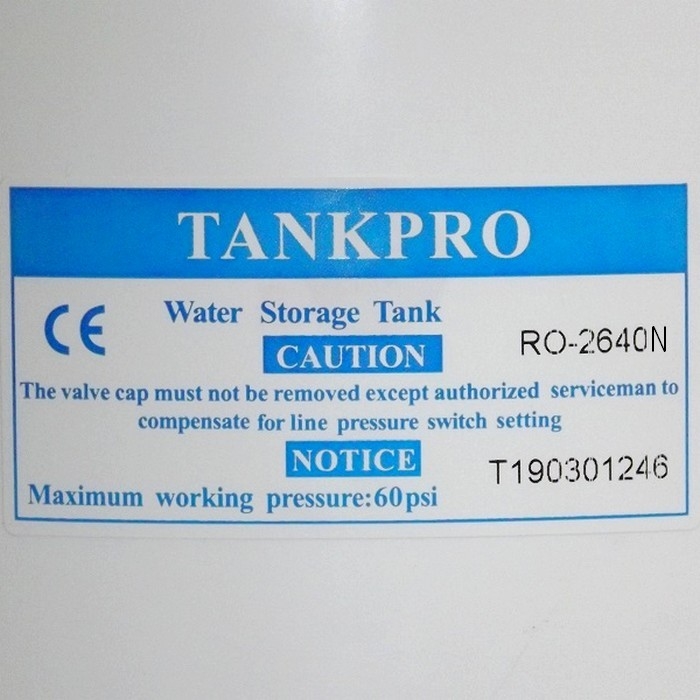 TANKPRO
CE
Water Storage Tank
RO-2640N
CAUTION
The valve cap must not be removed except authorized serviceman to
compensate for line pressure switch setting
NOTICE
T190301246
Maximum working pressure:60psi